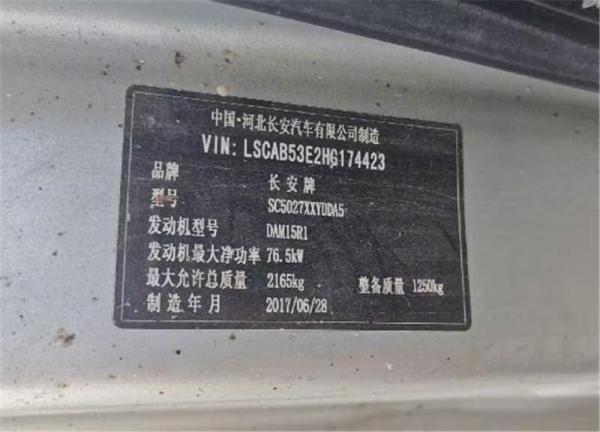 中国·河北长安汽车有限公司制造
VIN: LSCAB53E2HG174423
品牌 长安牌
型号 SC5027XXYDDA5
发动机型号 DAM15R1
发动机最大净功率 76.5kW
最大允许总质量 2165kg 整备质量 1250kg
制造年月 2017/06/28